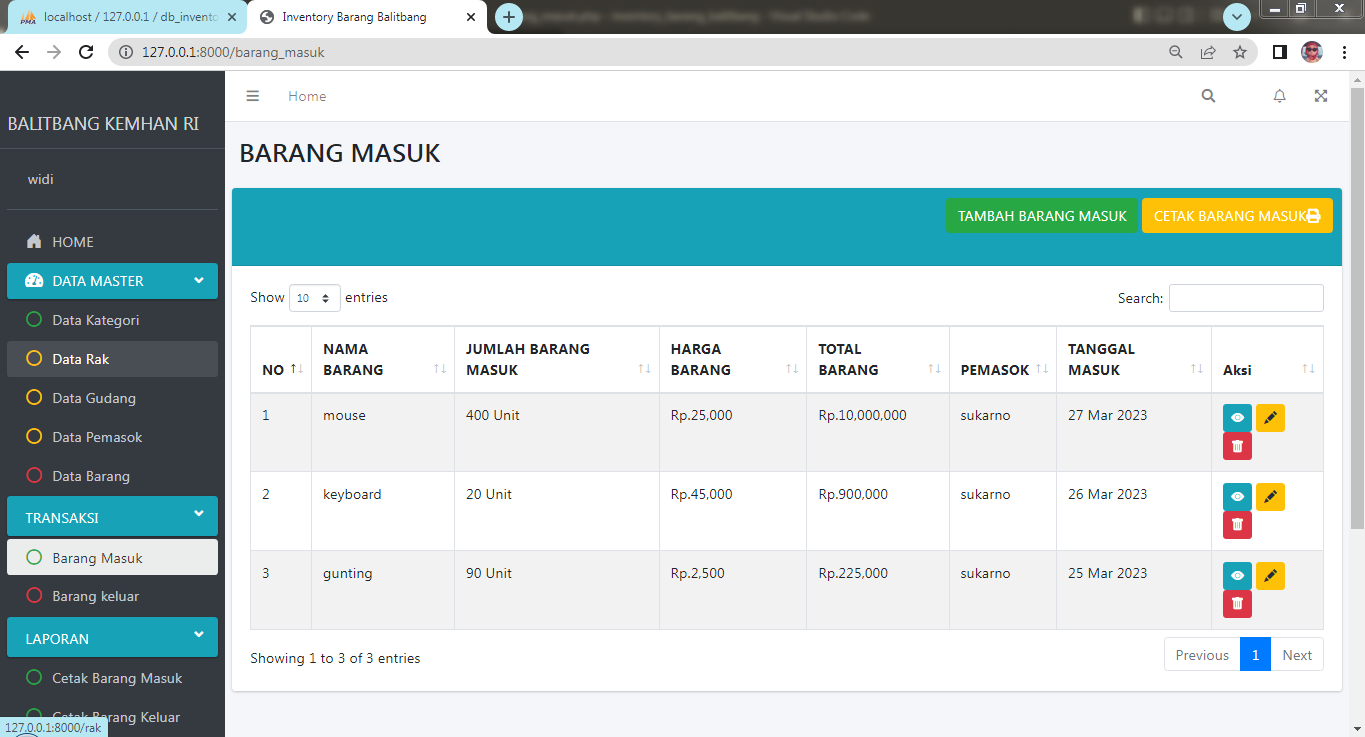 PMA localhost / 127.0.0.1 / db_invento
Inventory Barang Balitbang
127.0.0.1:8000/barang_masuk
BALITBANG KEMHAN RI
widi
HOME
DATA MASTER
Data Kategori
Data Rak
Data Gudang
Data Pemasok
Data Barang
TRANSAKSI
Barang Masuk
Barang keluar
LAPORAN
Cetak Barang Masuk
Cetak Barang Keluar
127.0.0.1:8000/rak
Home
BARANG MASUK
TAMBAH BARANG MASUK CETAK BARANG MASUK
Show 10 entries Search:
NO NAMA BARANG JUMLAH BARANG MASUK HARGA BARANG TOTAL BARANG PEMASOK TANGGAL MASUK Aksi
1 mouse 400 Unit Rp.25,000 Rp.10,000,000 sukarno 27 Mar 2023
2 keyboard 20 Unit Rp.45,000 Rp.900,000 sukarno 26 Mar 2023
3 gunting 90 Unit Rp.2,500 Rp.225,000 sukarno 25 Mar 2023
Showing 1 to 3 of 3 entries
Previous 1 Next